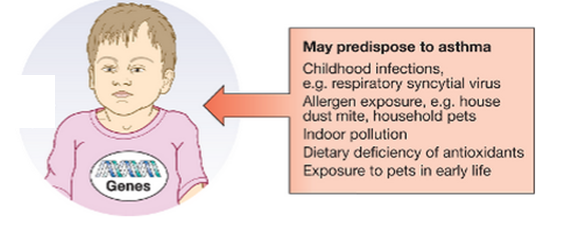 May predispose to asthma
Childhood infections,
e.g. respiratory syncytial virus
Allergen exposure, e.g. house
dust mite, household pets
Indoor pollution
Dietary deficiency of antioxidants
Exposure to pets in early life
Genes